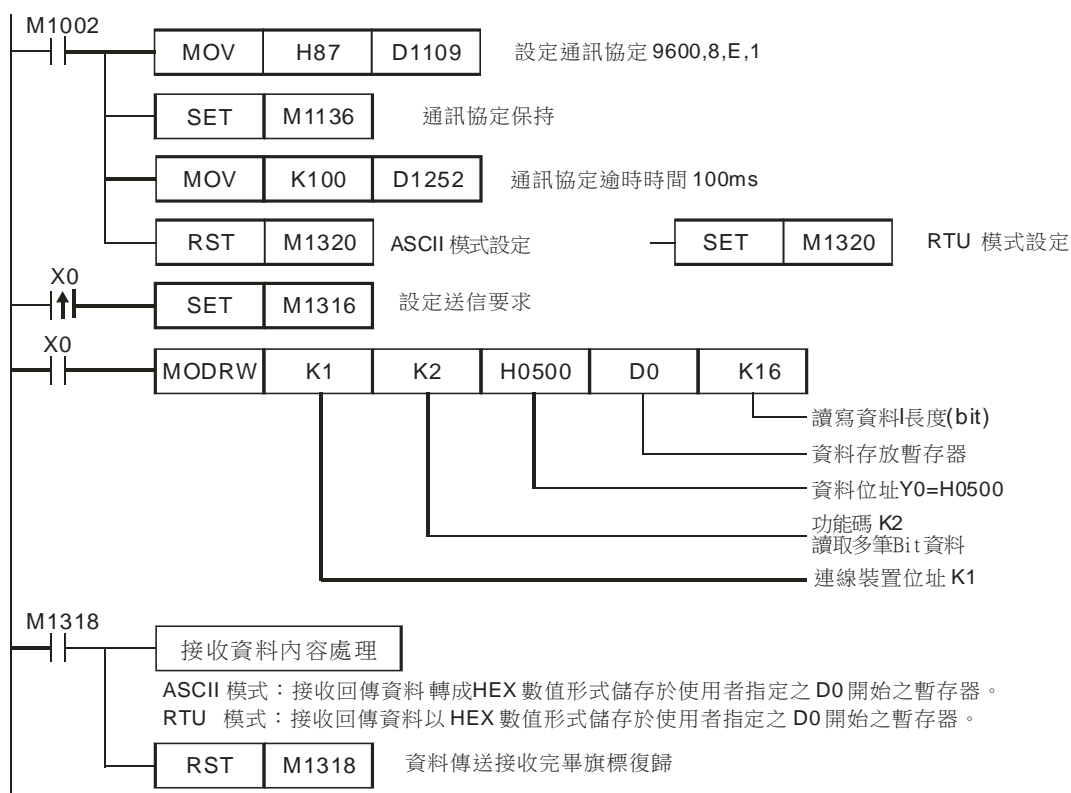 M1002
MOV H87 D1109 設定通訊協定 9600,8,E,1
SET M1136 通訊協定保持
MOV K100 D1252 通訊協定逾時時間 100ms
RST M1320 ASCII 模式設定 SET M1320 RTU 模式設定
X0
SET M1316 設定送信要求
X0
MODRW K1 K2 H0500 D0 K16
讀寫資料l長度(bit)
資料存放暫存器
資料位址Y0=H0500
功能碼 K2
讀取多筆Bit資料
連線裝置位址 K1
M1318
接收資料內容處理
ASCII 模式：接收回傳資料 轉成HEX 數值形式儲存於使用者指定之 D0 開始之暫存器。
RTU 模式：接收回傳資料以 HEX 數值形式儲存於使用者指定之 D0 開始之暫存器。
RST M1318 資料傳送接收完畢旗標復歸